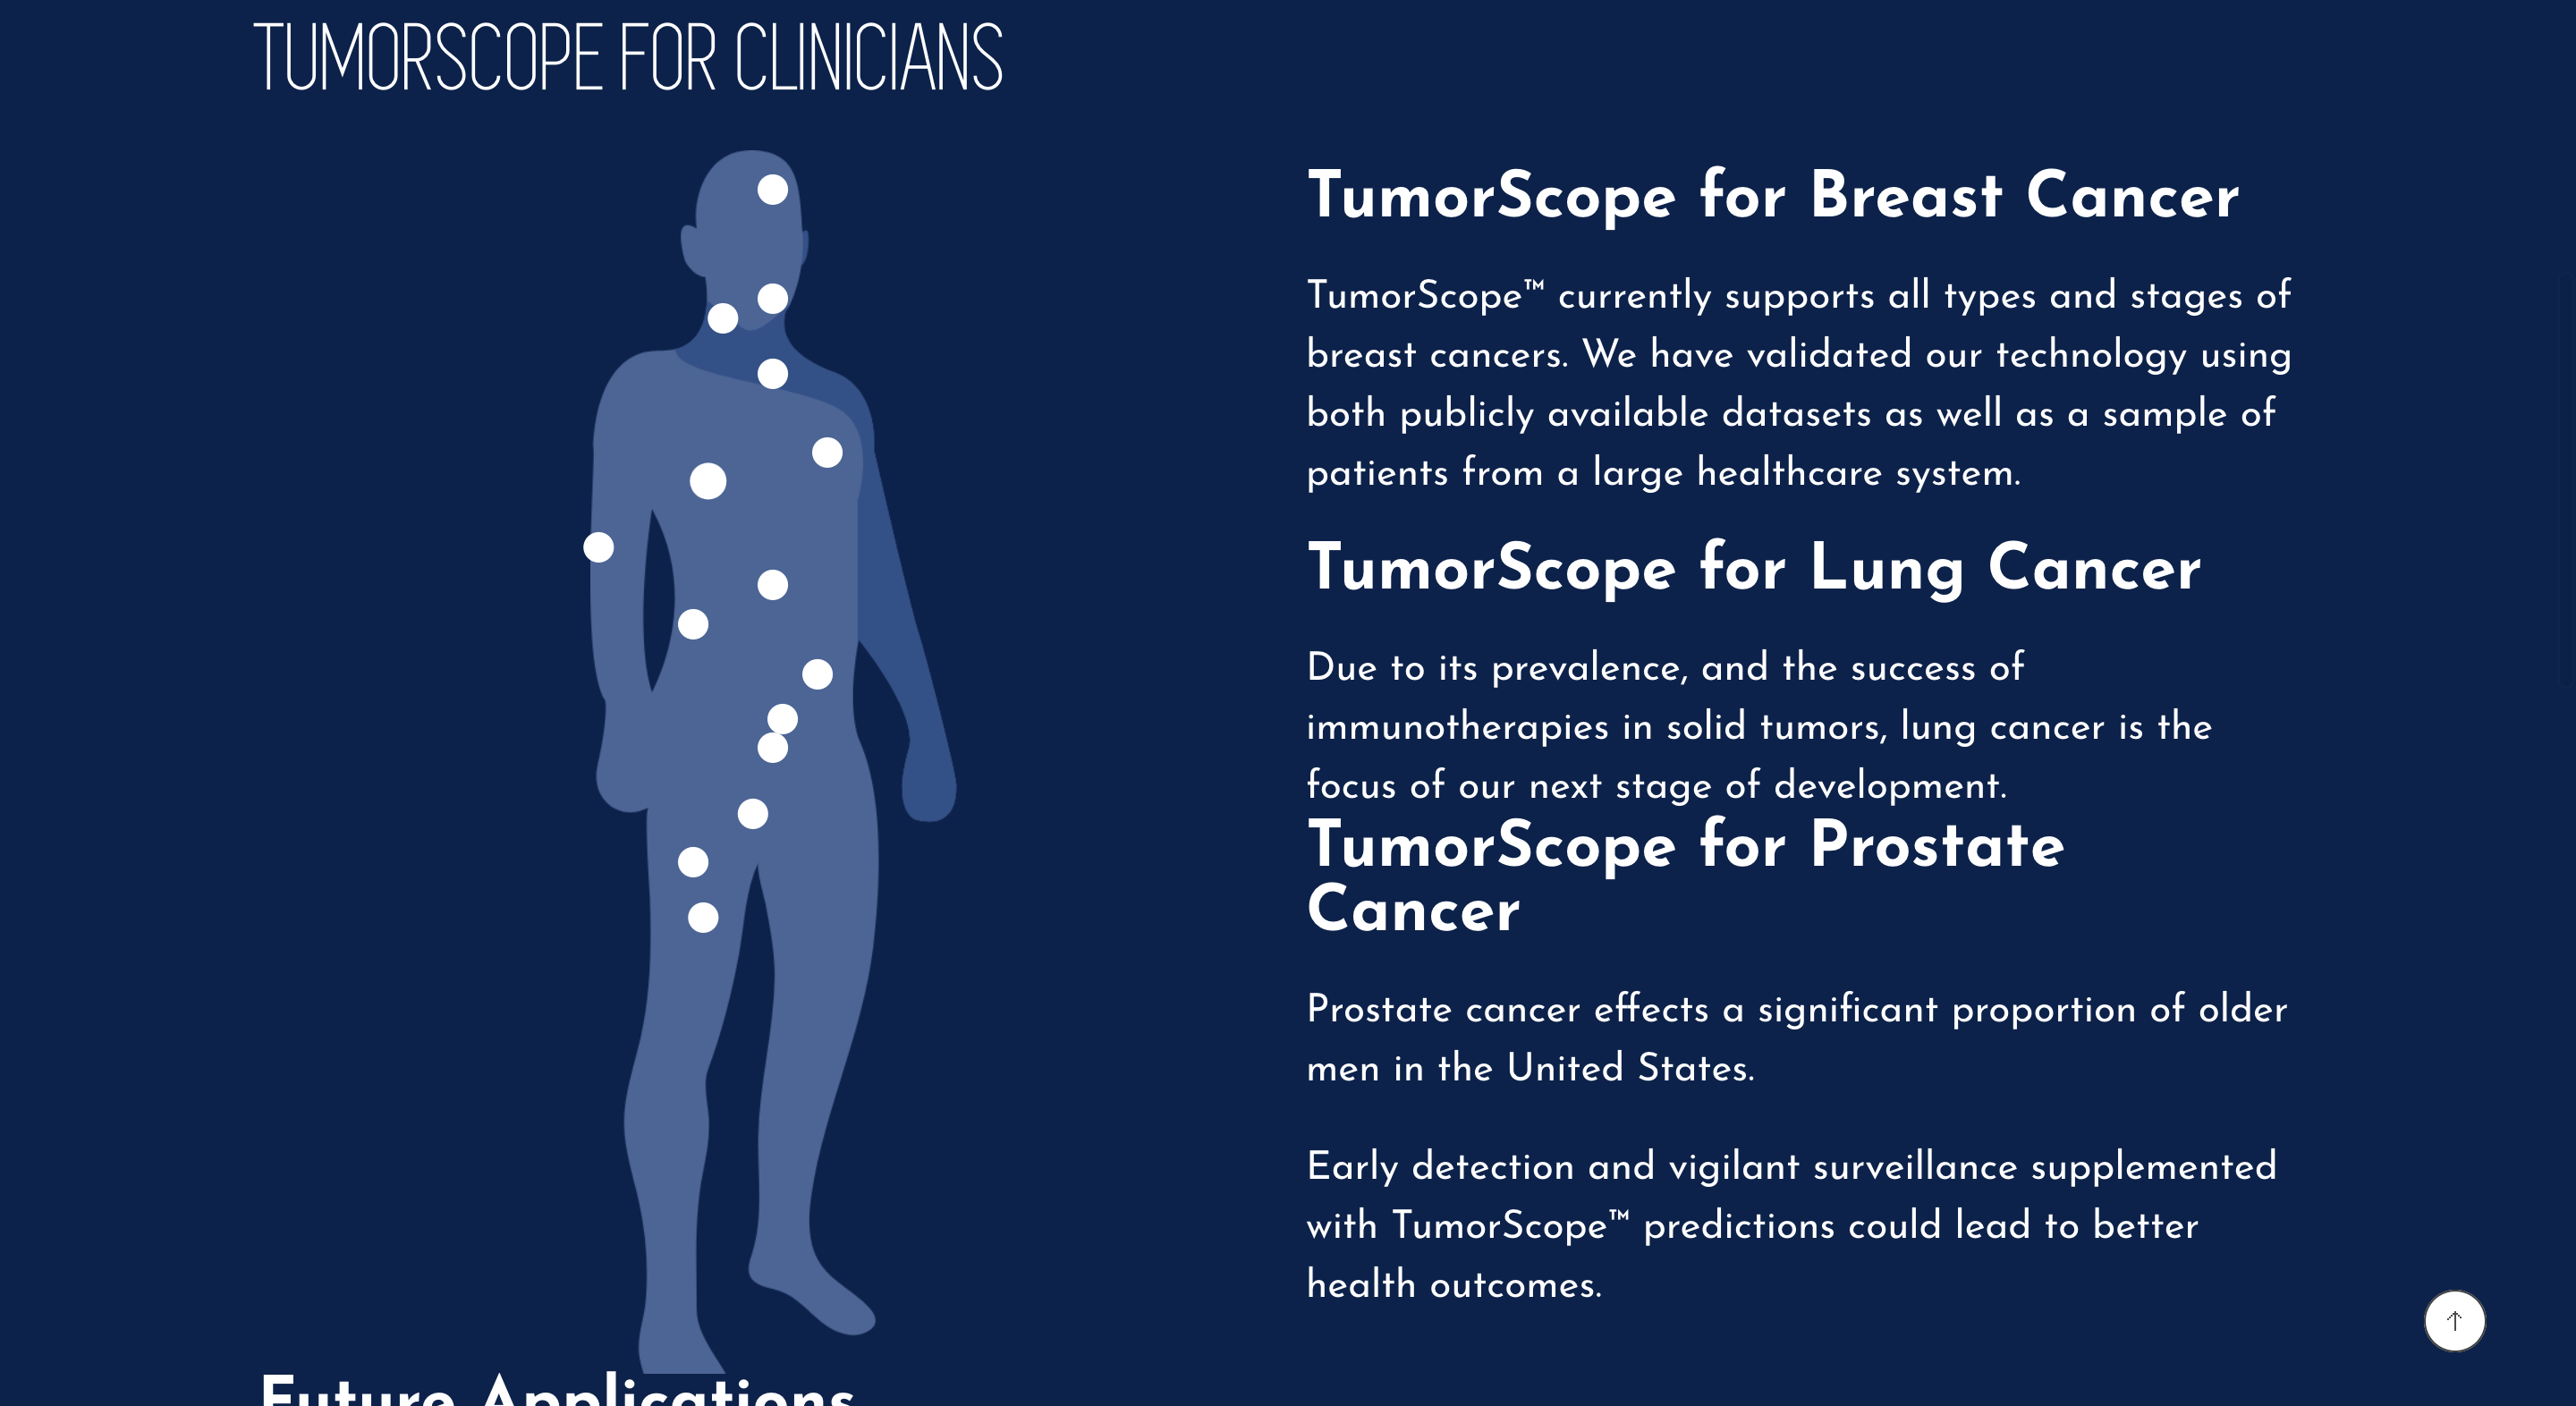 TUMORSCOPE FOR CLINICIANS
TumorScope for Breast Cancer
TumorScope™ currently supports all types and stages of
breast cancers. We have validated our technology using
both publicly available datasets as well as a sample of
patients from a large healthcare system.
TumorScope for Lung Cancer
Due to its prevalence, and the success of
immunotherapies in solid tumors, lung cancer is the
focus of our next stage of development.
TumorScope for Prostate
Cancer
Prostate cancer effects a significant proportion of older
men in the United States.
Early detection and vigilant surveillance supplemented
with TumorScope™ predictions could lead to better
health outcomes.
Future Applications